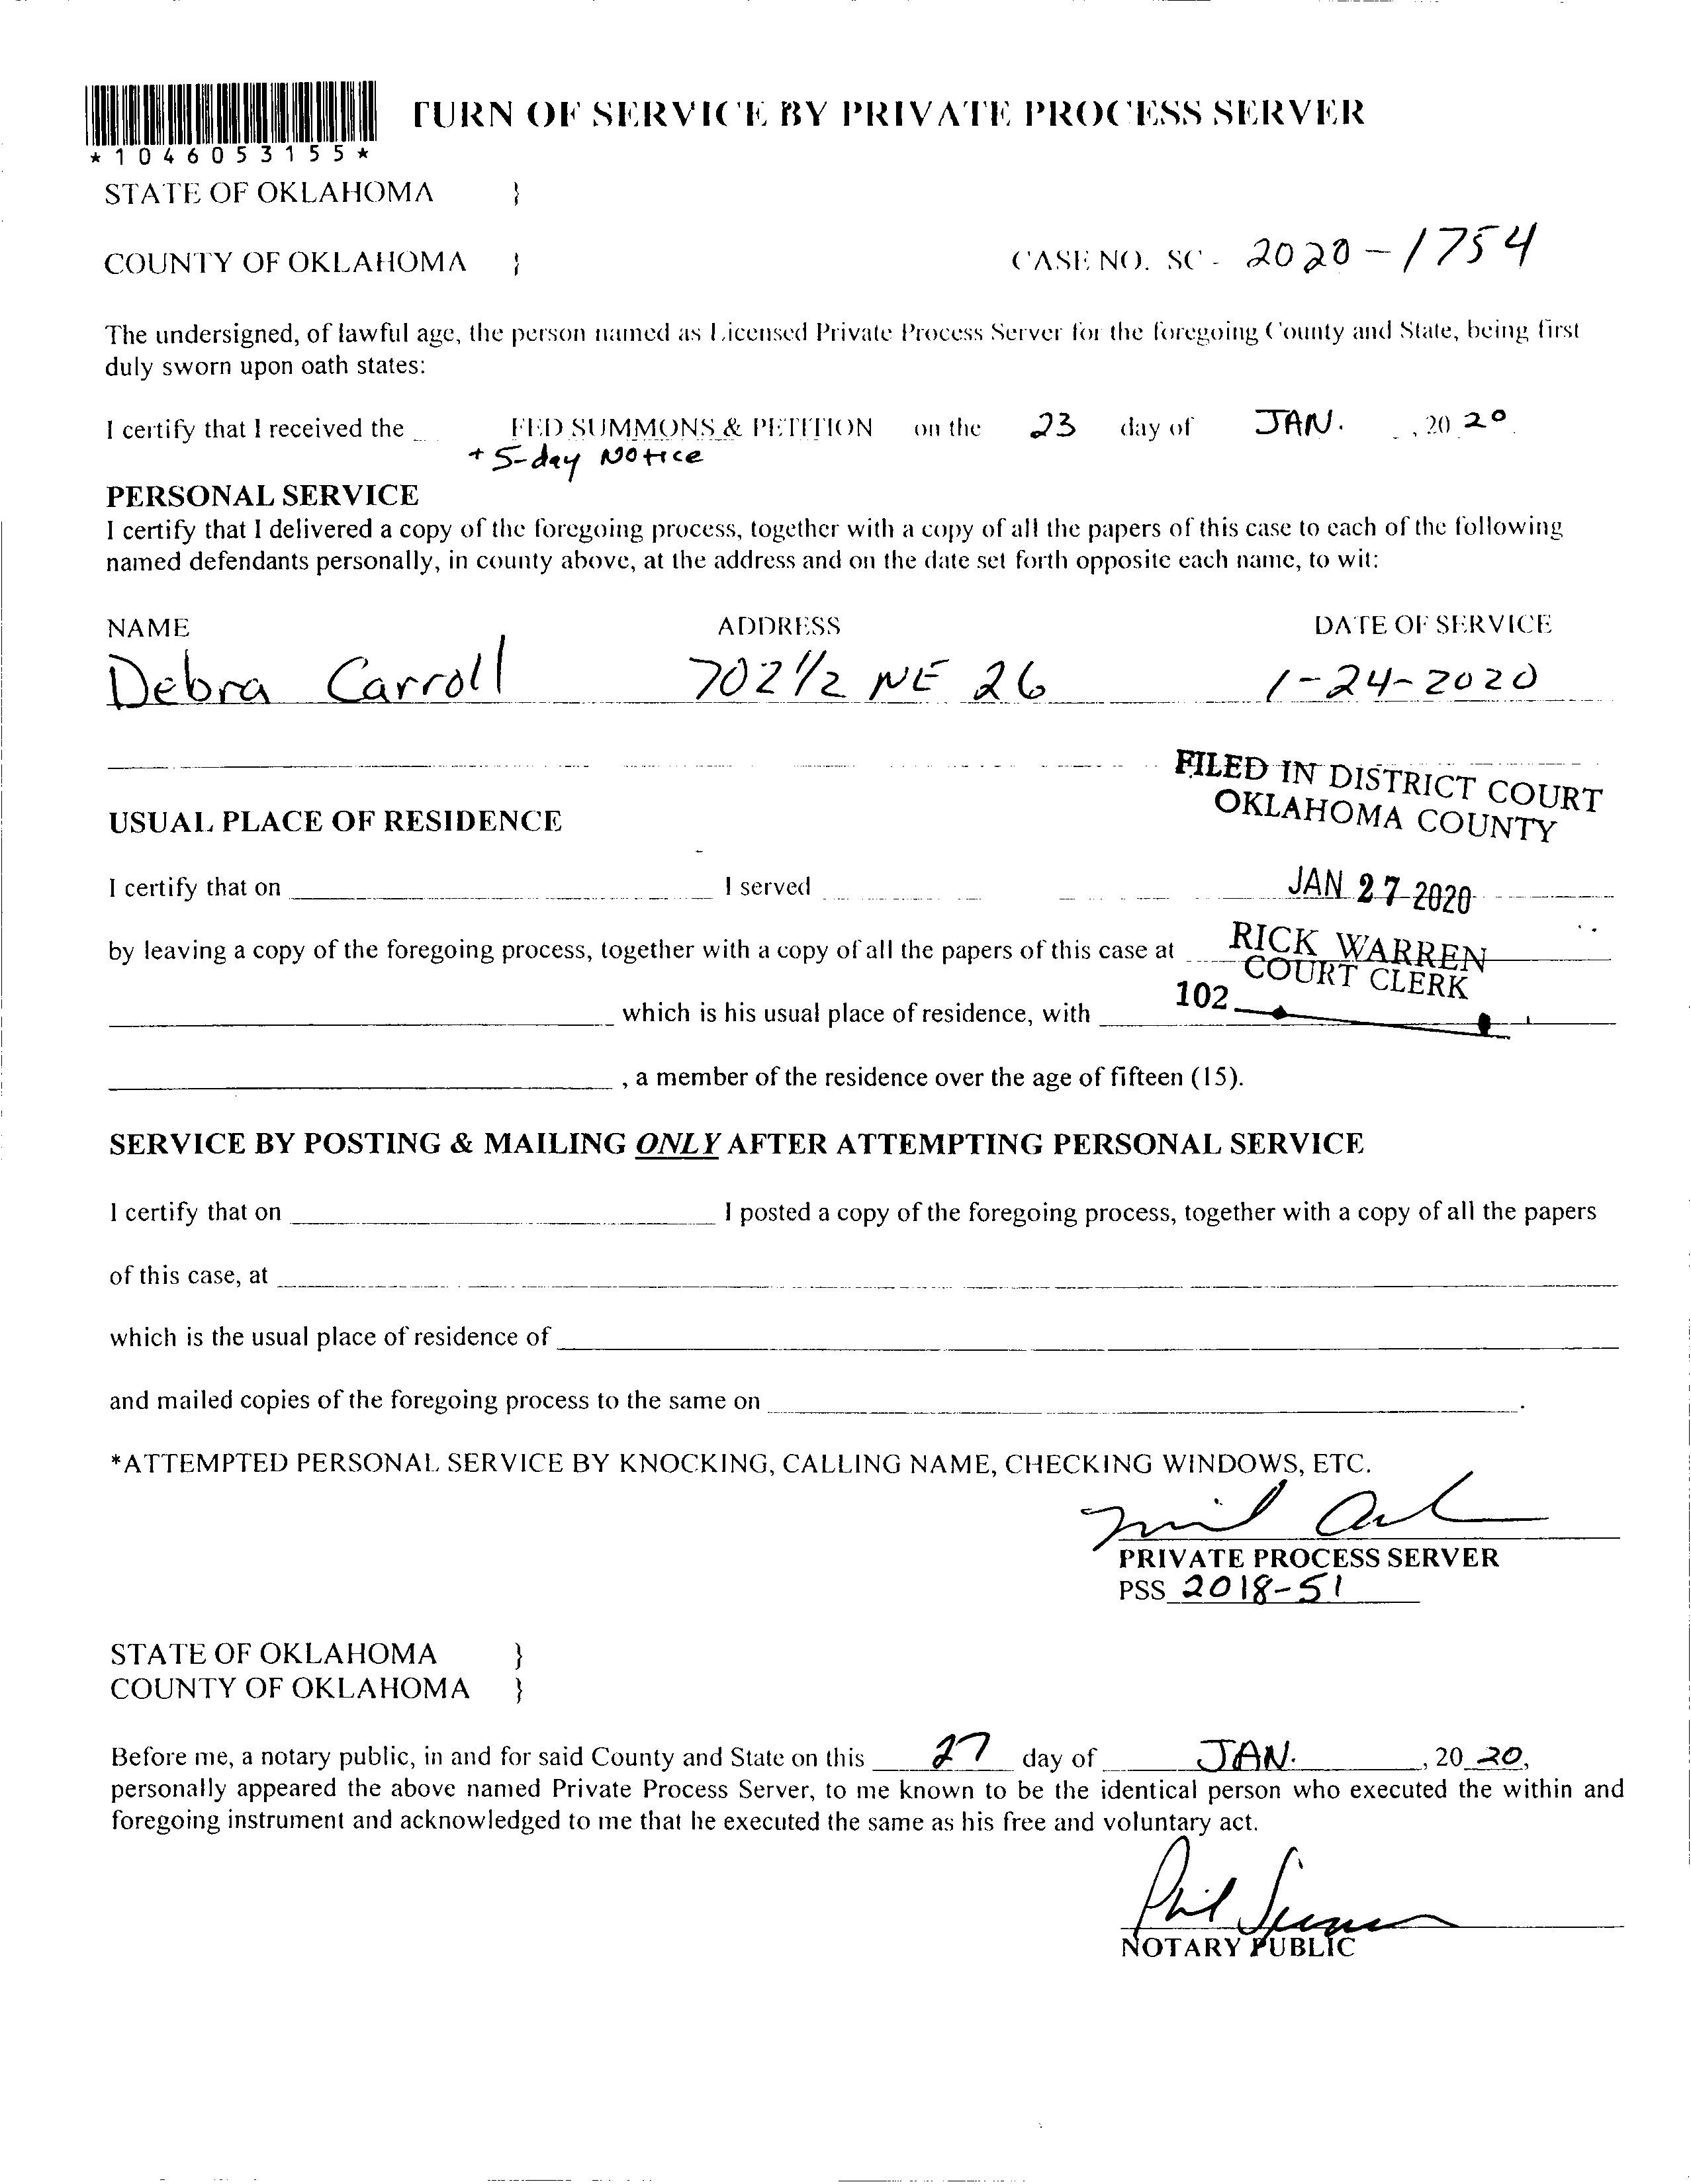 TURN OF SERVICE BY PRIVATE PROCESS SERVER
*1046053155*
STATE OF OKLAHOMA }
COUNTY OF OKLAHOMA } CASE NO. SC - 2020-1754
The undersigned, of lawful age, the person named as Licensed Private Process Server for the foregoing County and State, being first
duly sworn upon oath states:
I certify that I received the FED SUMMONS & PETITION on the 23 day of JAN. , 20 20
+ 5-day Notice
PERSONAL SERVICE
I certify that I delivered a copy of the foregoing process, together with a copy of all the papers of this case to each of the following
named defendants personally, in county above, at the address and on the date set forth opposite each name, to wit:
NAME ADDRESS DATE OF SERVICE
Debra Carroll 702 1/2 NE 26 1-24-2020
FILED IN DISTRICT COURT
OKLAHOMA COUNTY
USUAL PLACE OF RESIDENCE
I certify that on I served
JAN 27 2020
by leaving a copy of the foregoing process, together with a copy of all the papers of this case at
RICK WARREN
COURT CLERK
102
which is his usual place of residence, with
, a member of the residence over the age of fifteen (15).
SERVICE BY POSTING & MAILING ONLY AFTER ATTEMPTING PERSONAL SERVICE
I certify that on I posted a copy of the foregoing process, together with a copy of all the papers
of this case, at
which is the usual place of residence of
and mailed copies of the foregoing process to the same on .
*ATTEMPTED PERSONAL SERVICE BY KNOCKING, CALLING NAME, CHECKING WINDOWS, ETC.
PRIVATE PROCESS SERVER
PSS 2018-51
STATE OF OKLAHOMA }
COUNTY OF OKLAHOMA }
Before me, a notary public, in and for said County and State on this 27 day of JAN. , 20 20,
personally appeared the above named Private Process Server, to me known to be the identical person who executed the within and
foregoing instrument and acknowledged to me that he executed the same as his free and voluntary act.
Phil
NOTARY PUBLIC